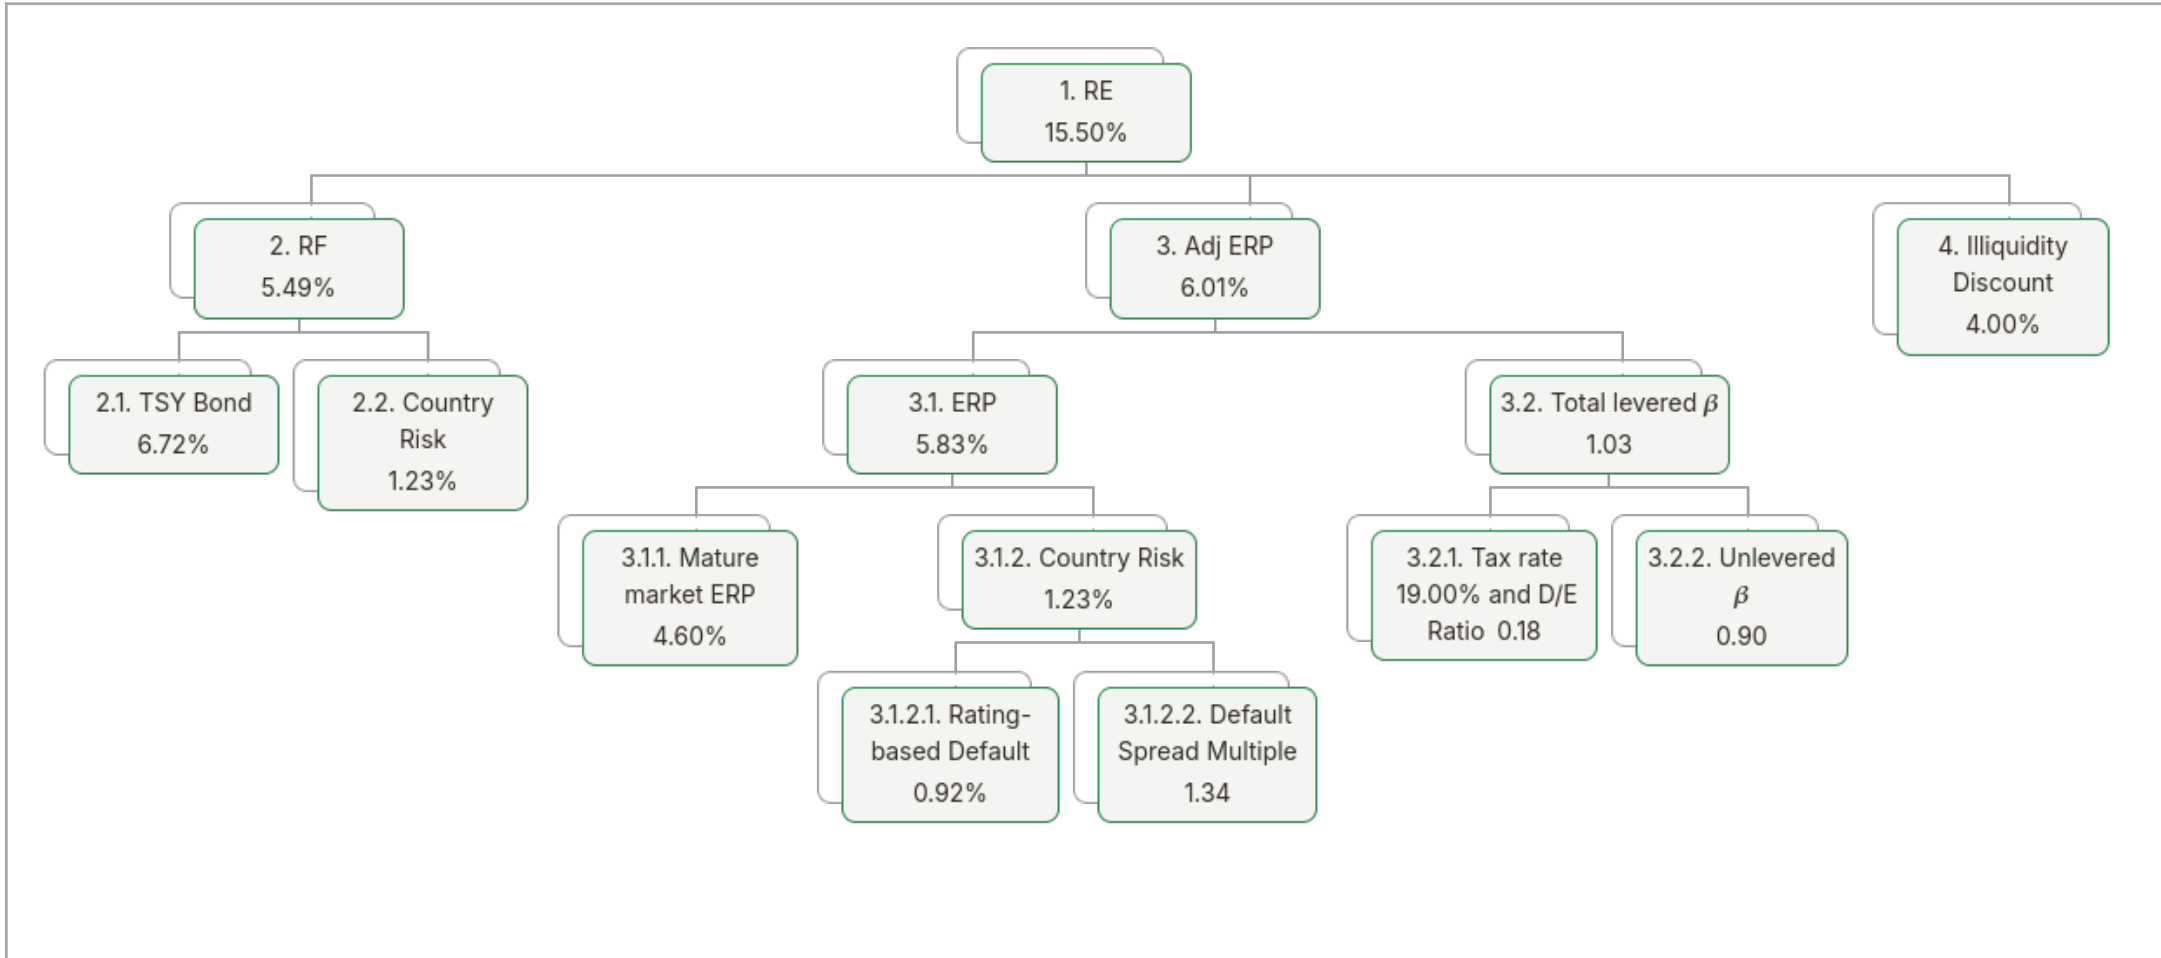 1. RE
15.50%
2. RF
5.49%
3. Adj ERP
6.01%
4. Illiquidity
Discount
4.00%
2.1. TSY Bond
6.72%
2.2. Country
Risk
1.23%
3.1. ERP
5.83%
3.2. Total levered β
1.03
3.1.1. Mature
market ERP
4.60%
3.1.2. Country Risk
1.23%
3.2.1. Tax rate
19.00% and D/E
Ratio 0.18
3.2.2. Unlevered
β
0.90
3.1.2.1. Rating-
based Default
0.92%
3.1.2.2. Default
Spread Multiple
1.34